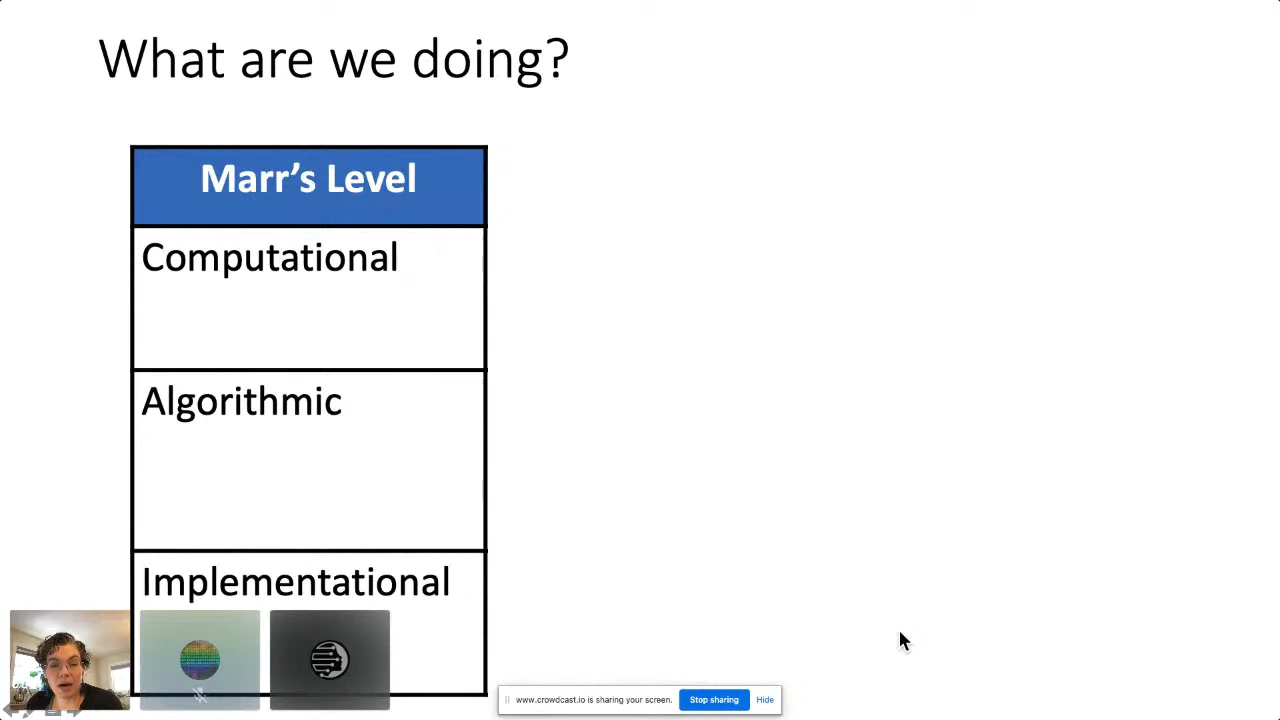 What are we doing?
Marr's Level
Computational
Algorithmic
Implementational
www.crowdcast.io is sharing your screen. Stop sharing Hide